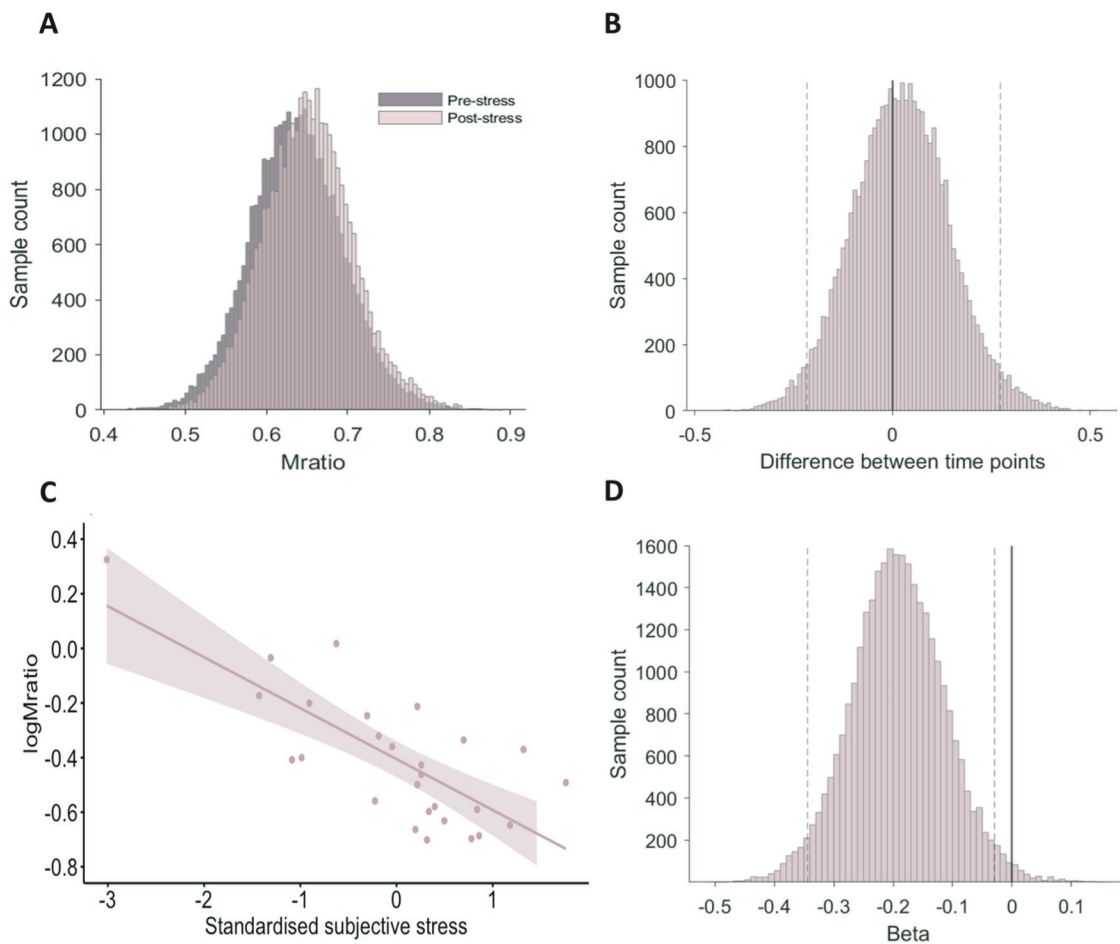 A
Sample count
1200
1000
800
600
400
200
0
0.4 0.5 0.6 0.7 0.8 0.9
Mratio
Pre-stress
Post-stress
B
Sample count
1000
800
600
400
200
0
-0.5 0 0.5
Difference between time points
C
logMratio
0.4
0.2
0.0
-0.2
-0.4
-0.6
-0.8
-3 -2 -1 0 1
Standardised subjective stress
D
Sample count
1600
1400
1200
1000
800
600
400
200
-0.5 -0.4 -0.3 -0.2 -0.1 0 0.1
Beta